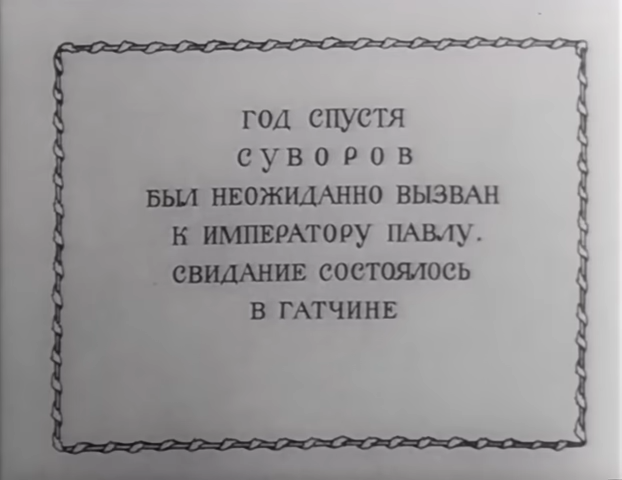 ГОД СПУСТЯ
СУВОРОВ
БЫЛ НЕОЖИДАННО ВЫЗВАН
К ИМПЕРАТОРУ ПАВЛУ.
СВИДАНИЕ СОСТОЯЛОСЬ
В ГАТЧИНЕ